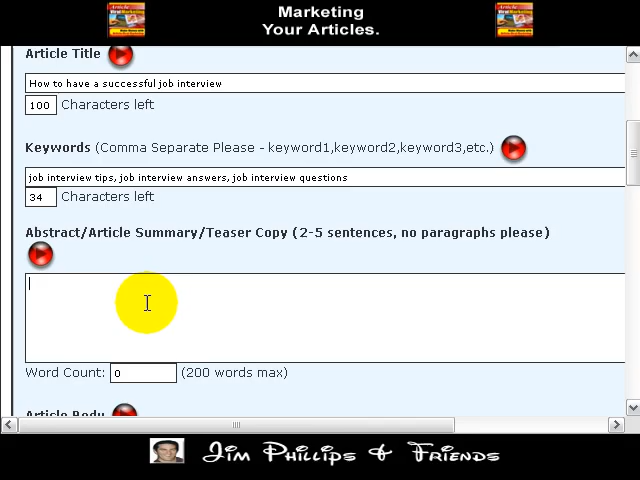 Marketing
Your Articles.
Article Title
How to have a successful job interview
100 Characters left
Keywords (Comma Separate Please - keyword1,keyword2,keyword3,etc.)
job interview tips, job interview answers, job interview questions
34 Characters left
Abstract/Article Summary/Teaser Copy (2-5 sentences, no paragraphs please)
Word Count: 0 (200 words max)
Article Body
Jim Phillips & Friends